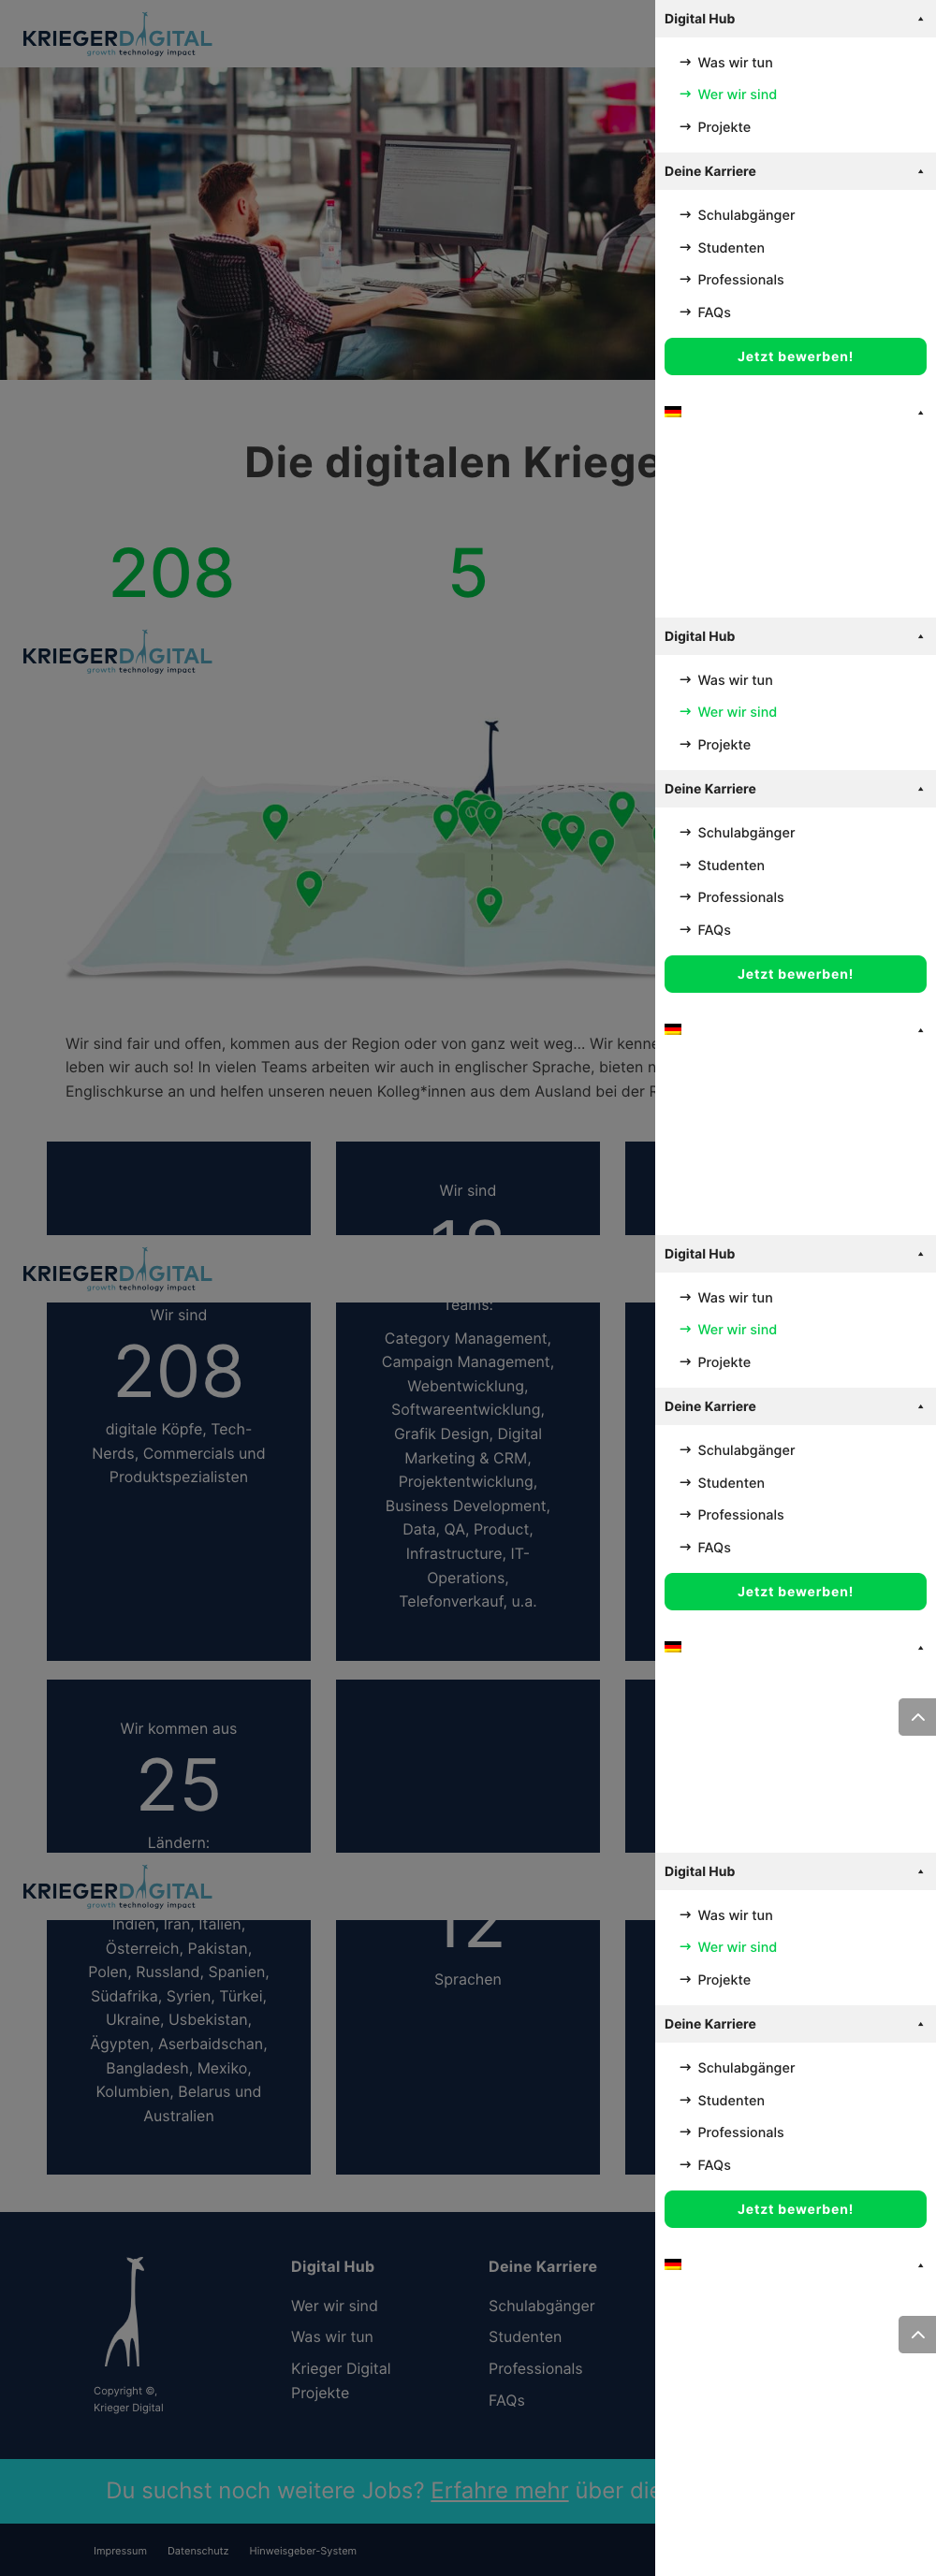 KRIEGERDIGITAL
growth technology impact
Digital Hub
Was wir tun
Wer wir sind
Projekte
Deine Karriere
Schulabgänger
Studenten
Professionals
FAQs
Jetzt bewerben!
Die digitalen Kriege
208
5
KRIEGERDIGITAL
growth technology impact
Digital Hub
Was wir tun
Wer wir sind
Projekte
Deine Karriere
Schulabgänger
Studenten
Professionals
FAQs
Jetzt bewerben!
Wir sind fair und offen, kommen aus der Region oder von ganz weit weg... Wir kenne
leben wir auch so! In vielen Teams arbeiten wir auch in englischer Sprache, bieten
Englischkurse an und helfen unseren neuen Kolleg*innen aus dem Ausland bei der
Wir sind
KRIEGERDIGITAL
growth technology impact
Digital Hub
Was wir tun
Wer wir sind
Projekte
Deine Karriere
Schulabgänger
Studenten
Professionals
FAQs
Jetzt bewerben!
Wir sind
208
digitale Köpfe, Tech-
Nerds, Commercials und
Produktspezialisten
Teams:
Category Management,
Campaign Management,
Webentwicklung,
Softwareentwicklung,
Grafik Design, Digital
Marketing & CRM,
Projektentwicklung,
Business Development,
Data, QA, Product,
Infrastructure, IT-
Operations,
Telefonverkauf, u.a.
Wir kommen aus
25
Ländern:
KRIEGERDIGITAL
growth technology impact
Digital Hub
Was wir tun
Wer wir sind
Projekte
Deine Karriere
Schulabgänger
Studenten
Professionals
FAQs
Jetzt bewerben!
Indien, Iran, Italien,
Österreich, Pakistan,
Polen, Russland, Spanien,
Südafrika, Syrien, Türkei,
Ukraine, Usbekistan,
Ägypten, Aserbaidschan,
Bangladesh, Mexiko,
Kolumbien, Belarus und
Australien
12
Sprachen
Digital Hub
Wer wir sind
Was wir tun
Krieger Digital
Projekte
Deine Karriere
Schulabgänger
Studenten
Professionals
FAQs
Copyright ©,
Krieger Digital
Du suchst noch weitere Jobs? Erfahre mehr über die
Impressum Datenschutz Hinweisgeber-System